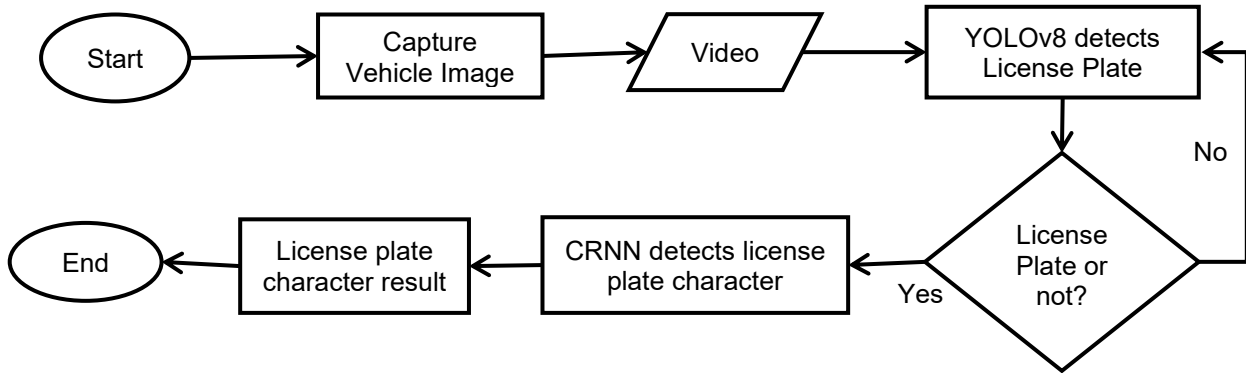 Start
Capture
Vehicle Image
Video
YOLOv8 detects
License Plate
No
License
Plate or
not?
Yes
CRNN detects license
plate character
License plate
character result
End